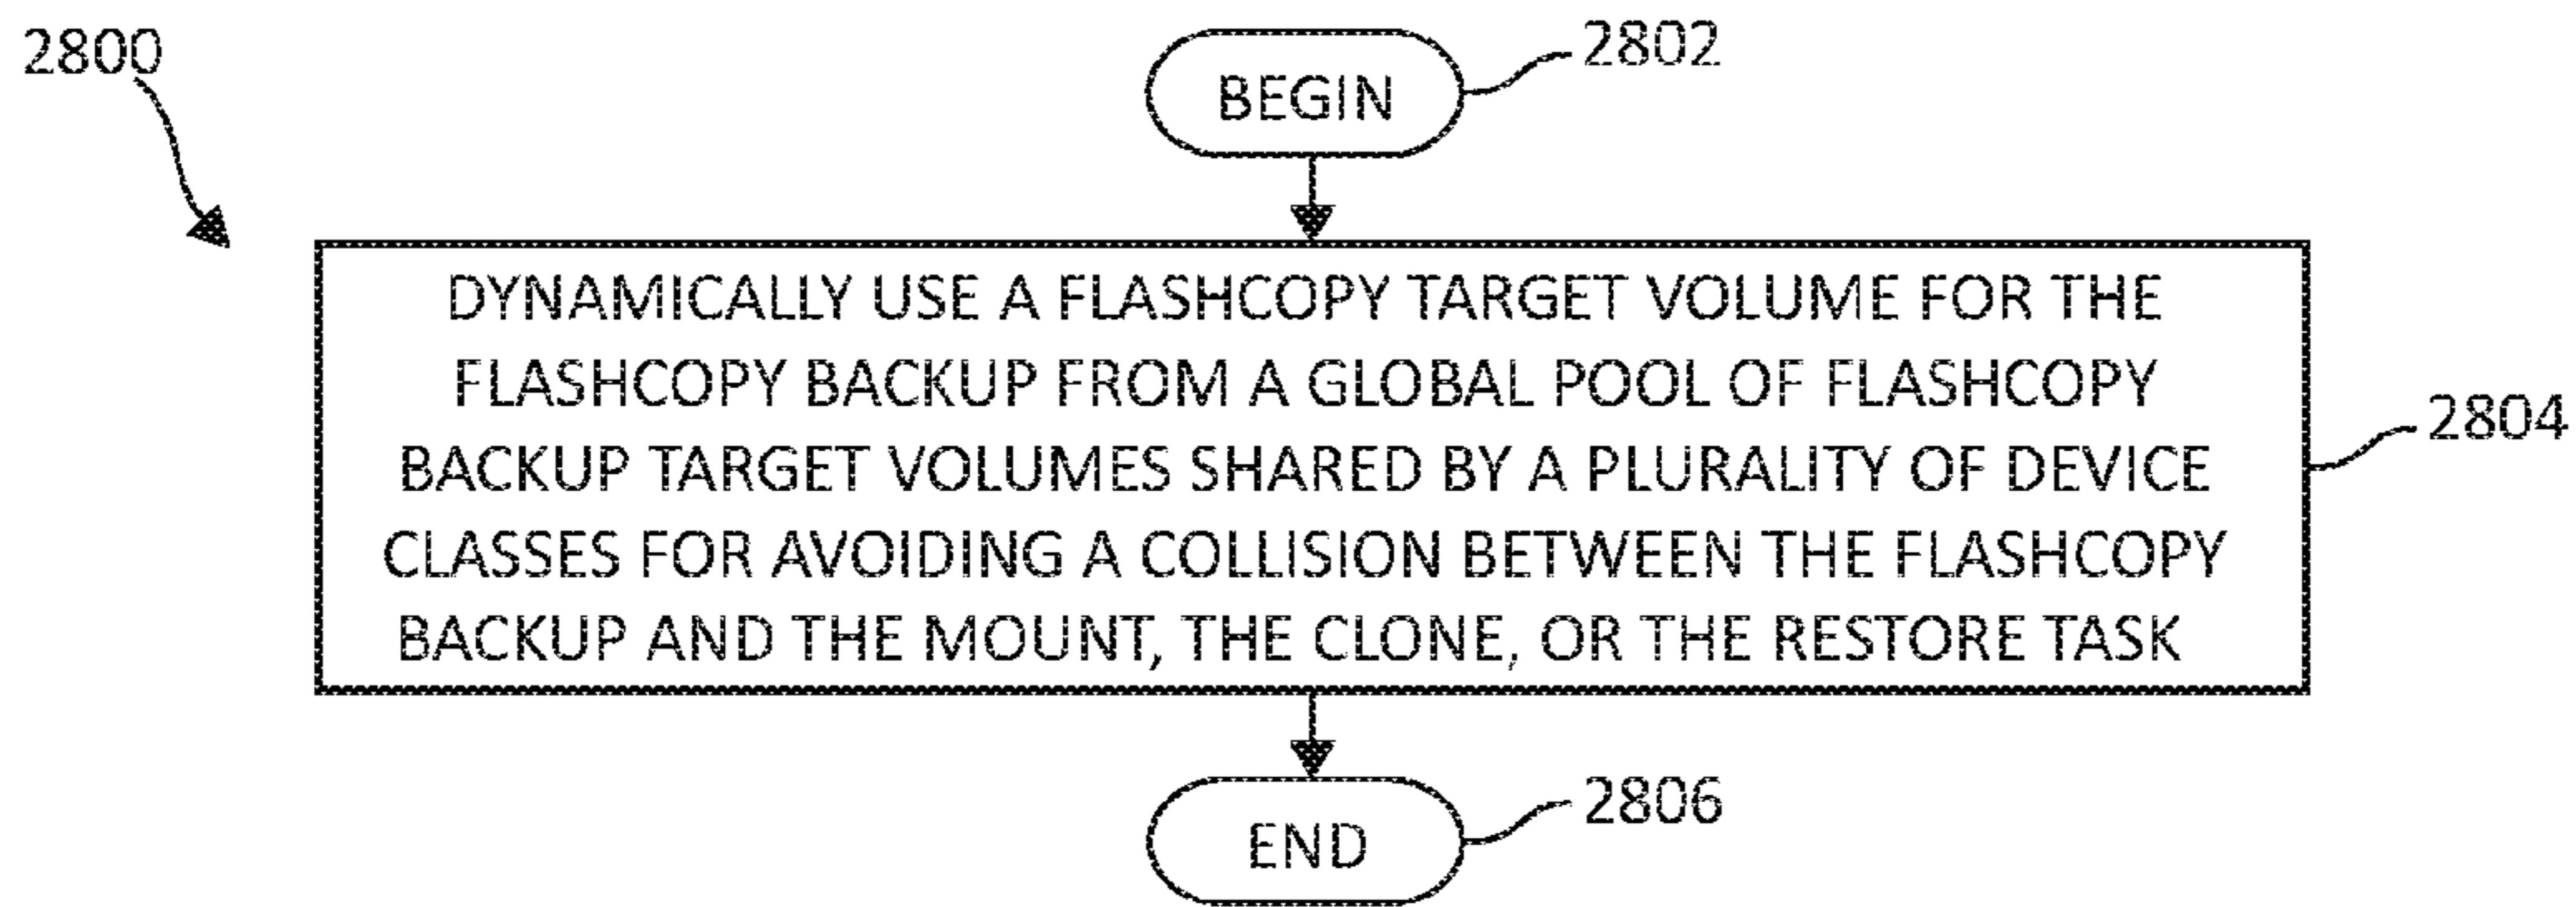 2800
2802
BEGIN
DYNAMICALLY USE A FLASHCOPY TARGET VOLUME FOR THE
FLASHCOPY BACKUP FROM A GLOBAL POOL OF FLASHCOPY
BACKUP TARGET VOLUMES SHARED BY A PLURALITY OF DEVICE
CLASSES FOR AVOIDING A COLLISION BETWEEN THE FLASHCOPY
BACKUP AND THE MOUNT, THE CLONE, OR THE RESTORE TASK
2804
2806
END